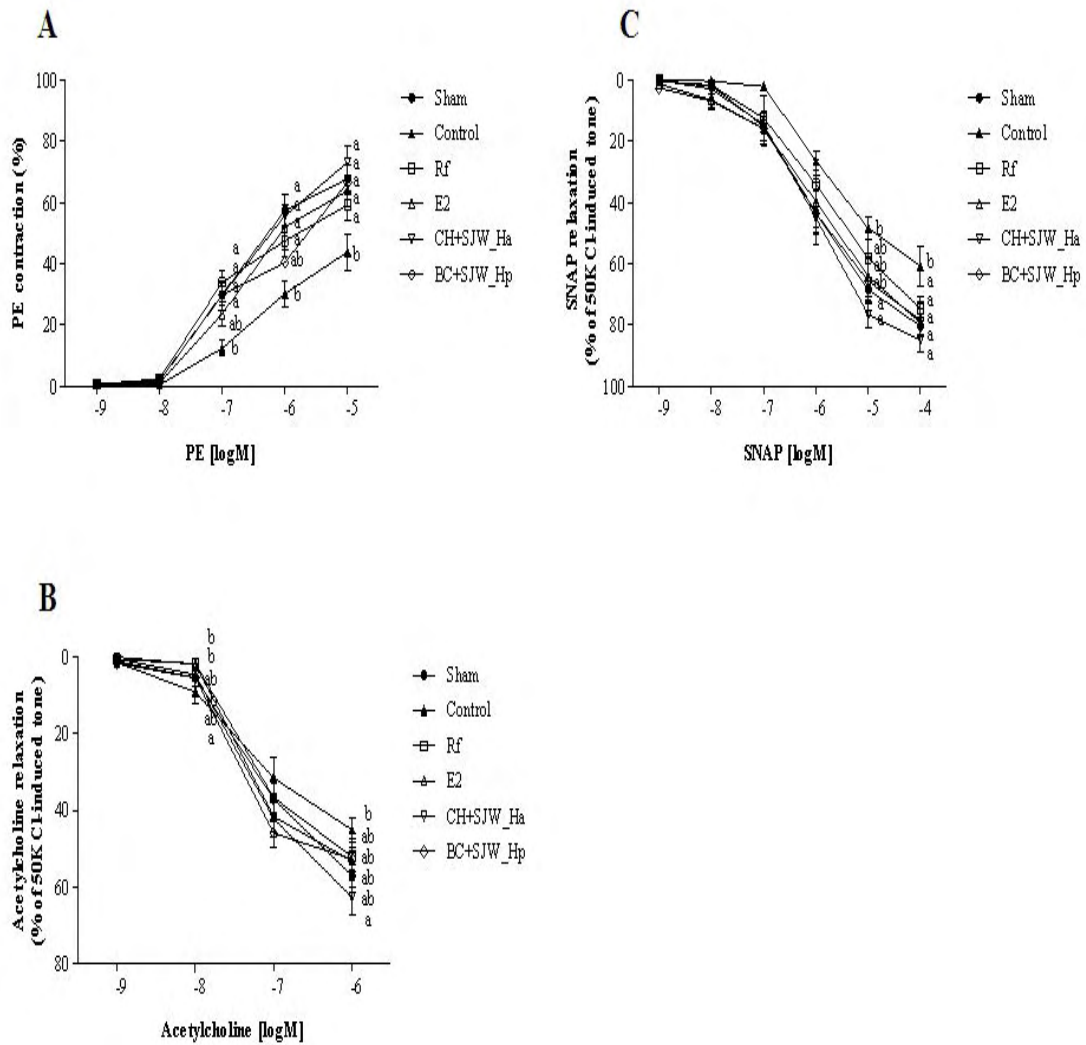 A
PE contraction (%)
100
80
60
40
20
0
-9 -8 -7 -6 -5
PE [logM]
a
a
a
a
ab
b
a
a
a
a
ab
b
a
a
a
a
a
b
Sham
Control
Rf
E2
CH+SJW_Ha
BC+SJW_Hp
C
SNAP relaxation
(% of 50K Cl-induced tone)
0
20
40
60
80
100
-9 -8 -7 -6 -5 -4
SNAP [logM]
b
ab
ab
ab
a
a
b
a
a
a
a
a
Sham
Control
Rf
E2
CH+SJW_Ha
BC+SJW_Hp
B
Acetylcholine relaxation
(% of 50K Cl-induced tone)
0
20
40
60
80
-9 -8 -7 -6
Acetylcholine [logM]
b
b
ab
ab
a
b
ab
ab
ab
ab
a
Sham
Control
Rf
E2
CH+SJW_Ha
BC+SJW_Hp